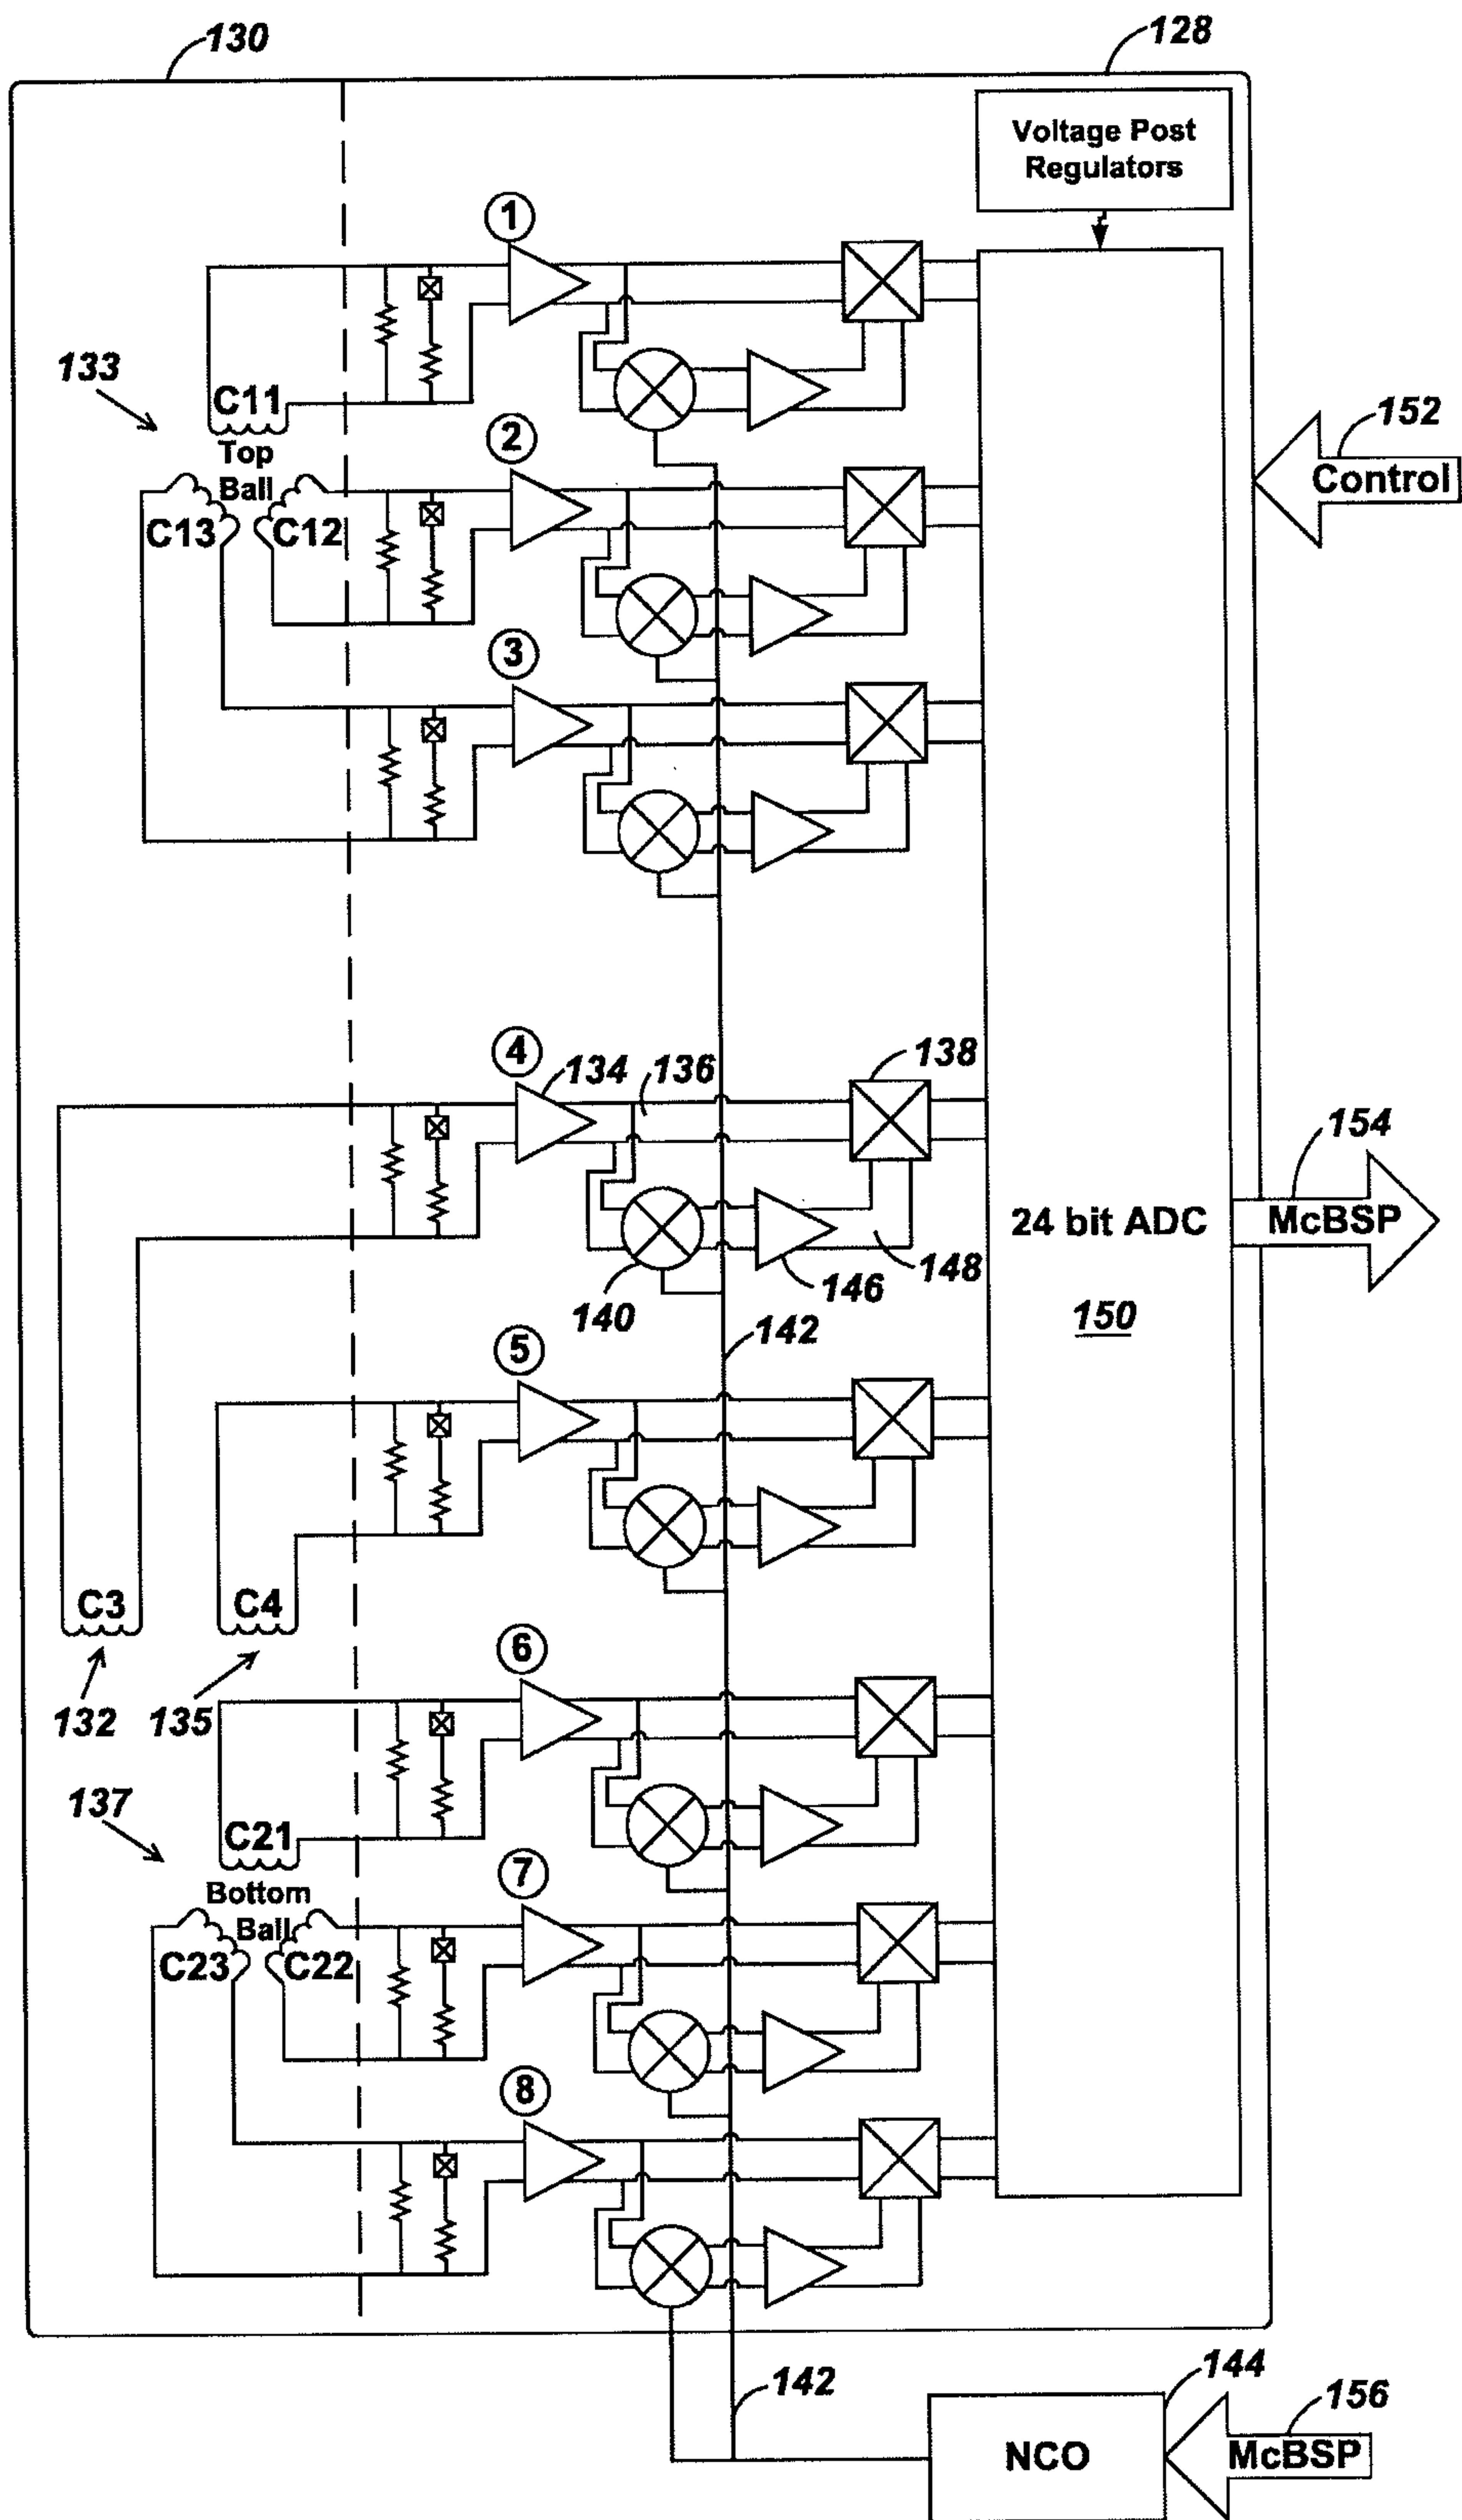 130
128
Voltage Post
Regulators
1
133
C11
Top
Ball
2
152
Control
C13
C12
3
4
134
136
138
154
24 bit ADC
McBSP
148
146
140
150
142
5
C3
C4
6
132
135
137
C21
7
Bottom
Ball
C23
C22
8
142
144
156
NCO
McBSP